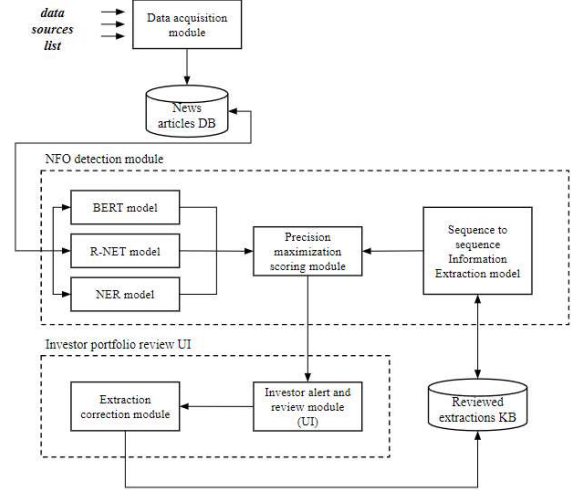 data
sources
list
Data acquisition
module
News
articles DB
NFO detection module
BERT model
R-NET model
NER model
Precision
maximization
scoring module
Sequence to
sequence
Information
Extraction model
Investor portfolio review UI
Extraction
correction module
Investor alert and
review module
(UI)
Reviewed
extractions KB